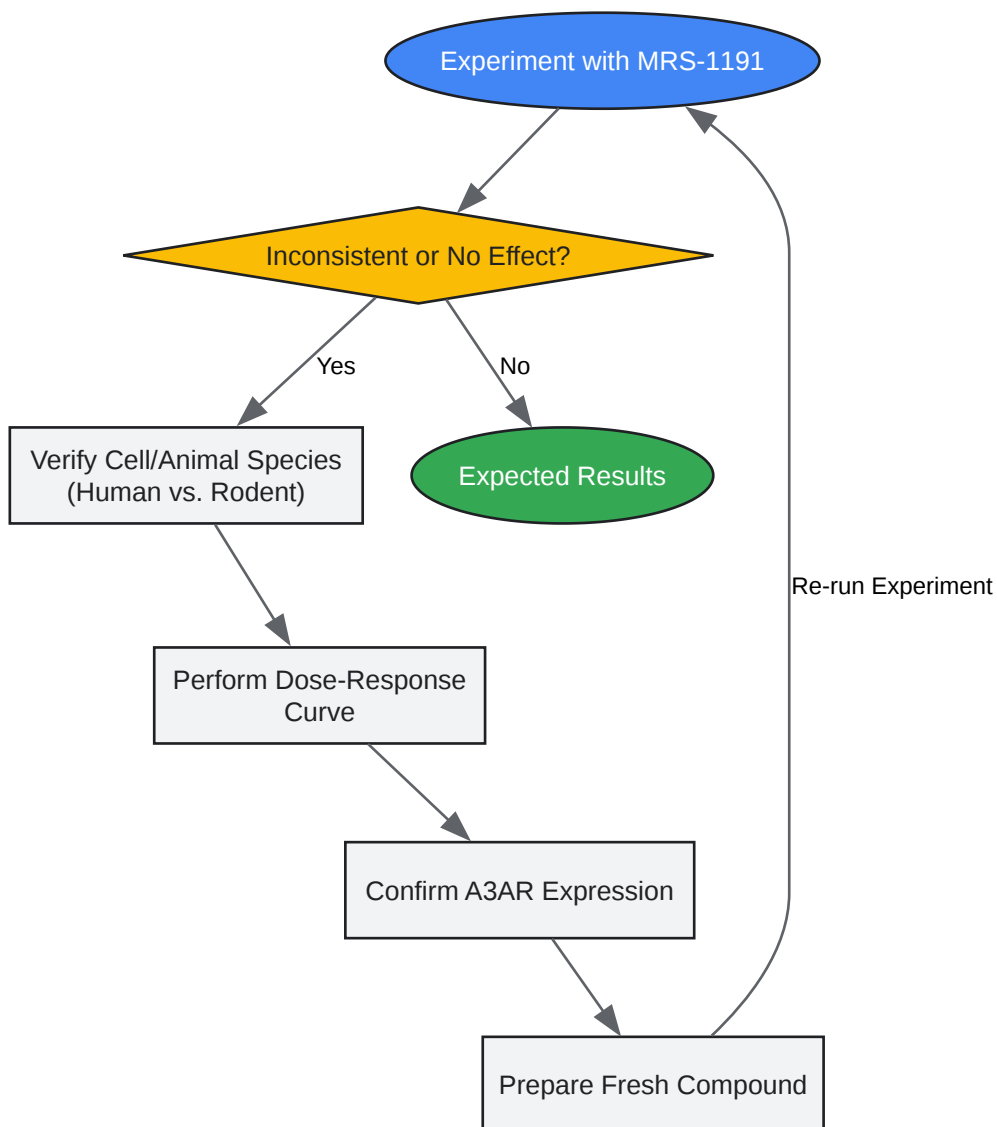 Experiment with MRS-1191
Inconsistent or No Effect?
Yes
No
Verify Cell/Animal Species
(Human vs. Rodent)
Expected Results
Re-run Experiment
Perform Dose-Response
Curve
Confirm A3AR Expression
Prepare Fresh Compound